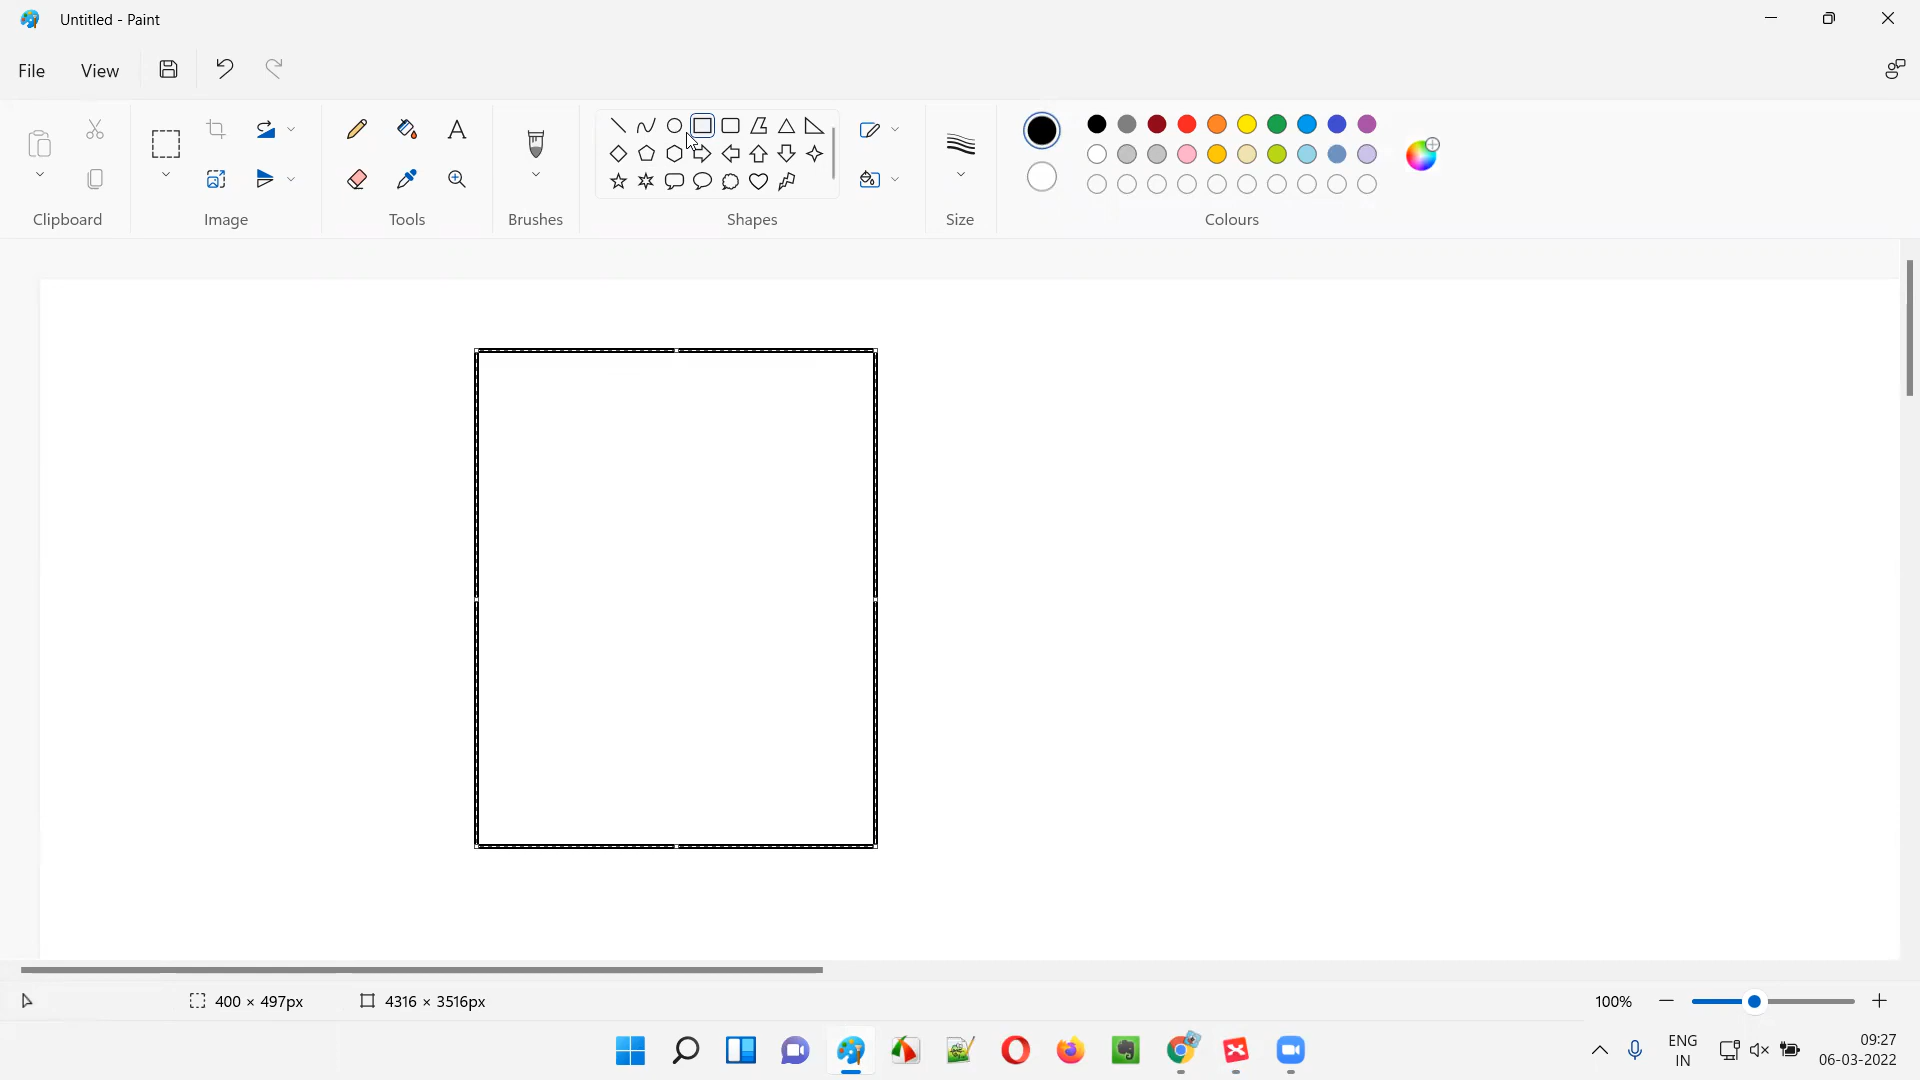 Untitled - Paint
File View
Clipboard
Image
Tools
Brushes
Shapes
Size
Colours
400 × 497px
4316 × 3516px
100%
ENG
IN
09:27
06-03-2022